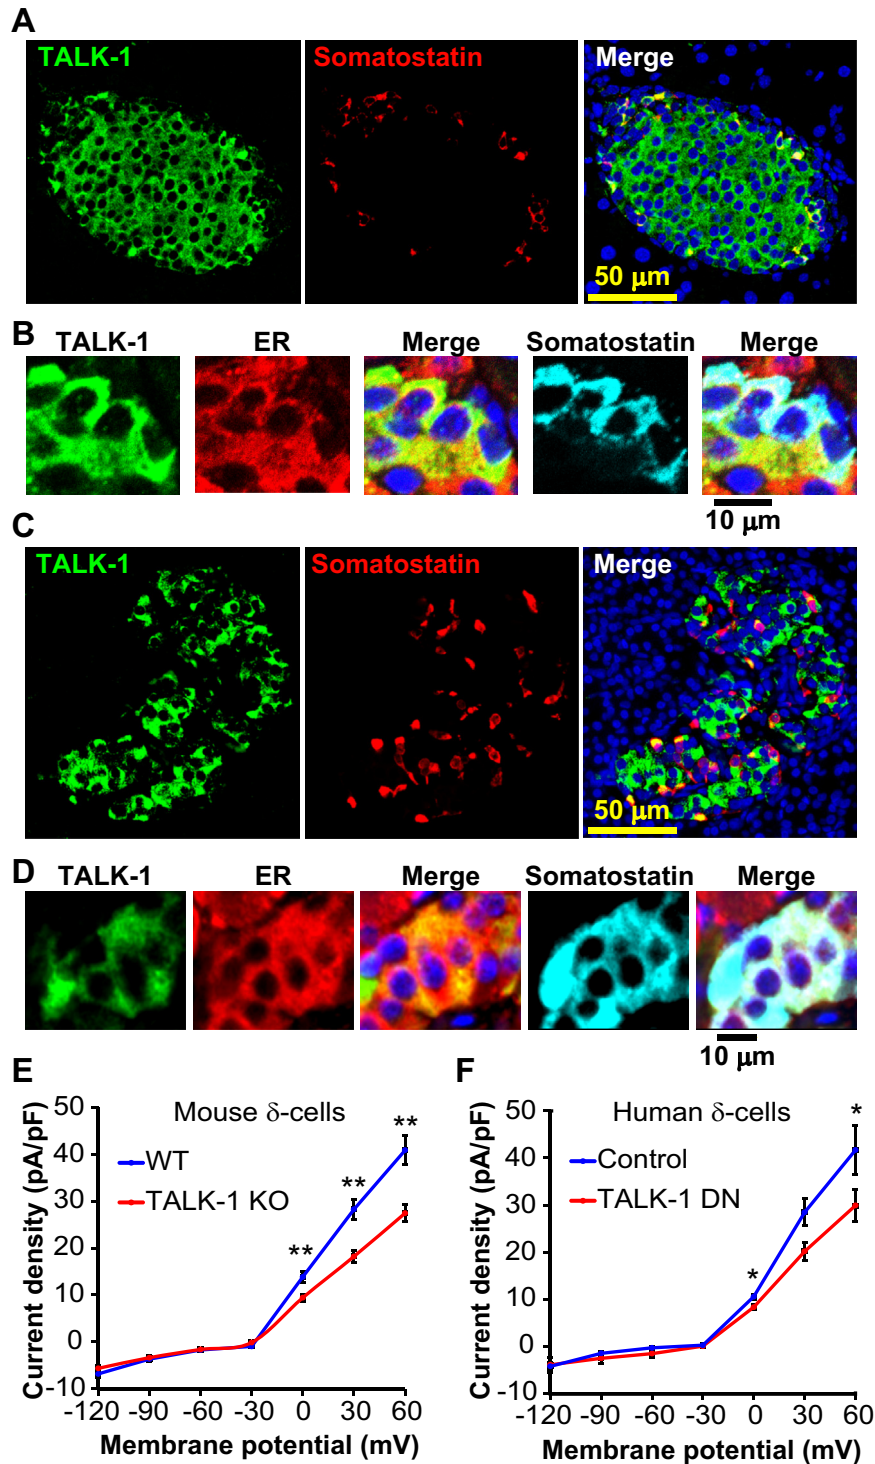 A
TALK-1 Somatostatin Merge
50 μm
B
TALK-1 ER Merge Somatostatin Merge
10 μm
C
TALK-1 Somatostatin Merge
50 μm
D
TALK-1 ER Merge Somatostatin Merge
10 μm
E
Mouse δ-cells
WT
TALK-1 KO
** ** **
Current density (pA/pF)
50
40
30
20
10
0
-10
-120 -90 -60 -30 0 30 60
Membrane potential (mV)
F
Human δ-cells
Control
TALK-1 DN
* *
Current density (pA/pF)
50
40
30
20
10
0
-10
-120 -90 -60 -30 0 30 60
Membrane potential (mV)